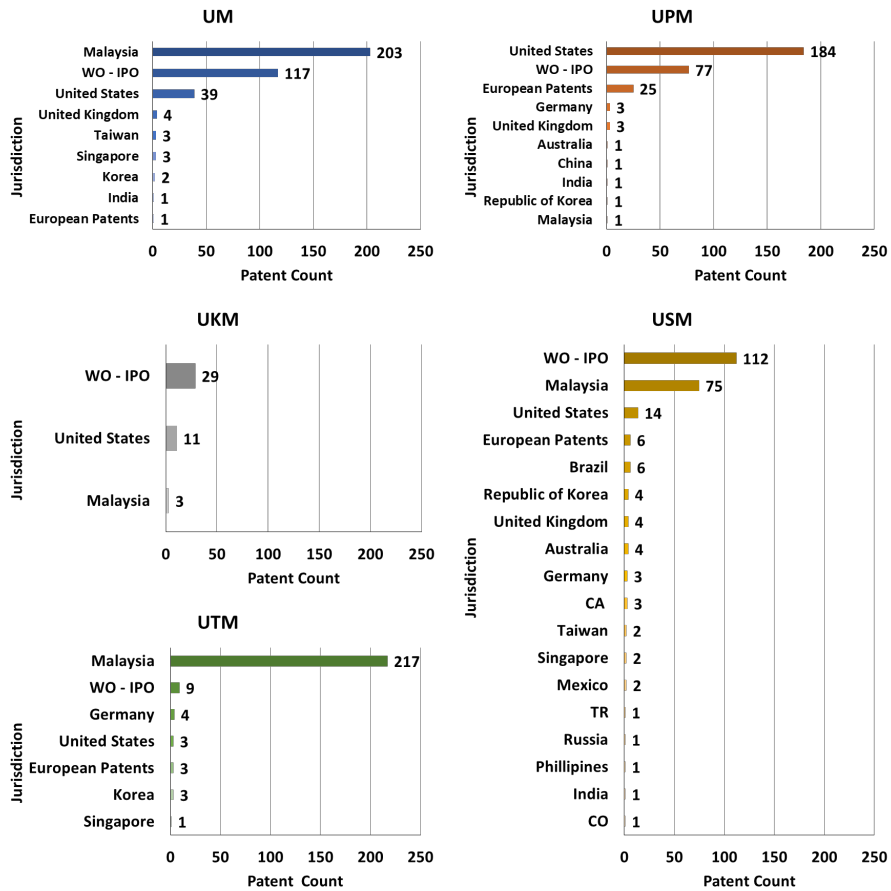 UM
Jurisdiction
Malaysia 203
WO - IPO 117
United States 39
United Kingdom 4
Taiwan 3
Singapore 3
Korea 2
India 1
European Patents 1
0 50 100 150 200 250
Patent Count
UPM
Jurisdiction
United States 184
WO - IPO 77
European Patents 25
Germany 3
United Kingdom 3
Australia 1
China 1
India 1
Republic of Korea 1
Malaysia 1
0 50 100 150 200 250
Patent Count
UKM
Jurisdiction
WO - IPO 29
United States 11
Malaysia 3
0 50 100 150 200 250
Patent Count
USM
Jurisdiction
WO - IPO 112
Malaysia 75
United States 14
European Patents 6
Brazil 6
Republic of Korea 4
United Kingdom 4
Australia 4
Germany 3
CA 3
Taiwan 2
Singapore 2
Mexico 2
TR 1
Russia 1
Phillipines 1
India 1
CO 1
0 50 100 150 200 250
Patent Count
UTM
Jurisdiction
Malaysia 217
WO - IPO 9
Germany 4
United States 3
European Patents 3
Korea 3
Singapore 1
0 50 100 150 200 250
Patent Count